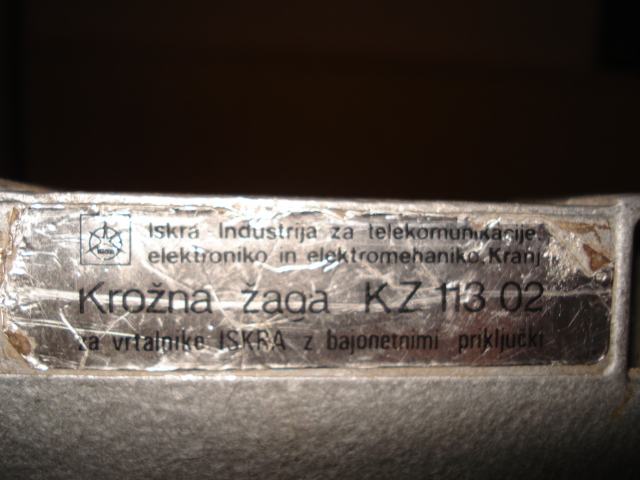 Iskra Industrija za telekomunikacije,
elektroniko in elektromehaniko, Kranj
Krožna žaga KZ 113 02
za vrtalnike ISKRA z bajonetnimi priključki